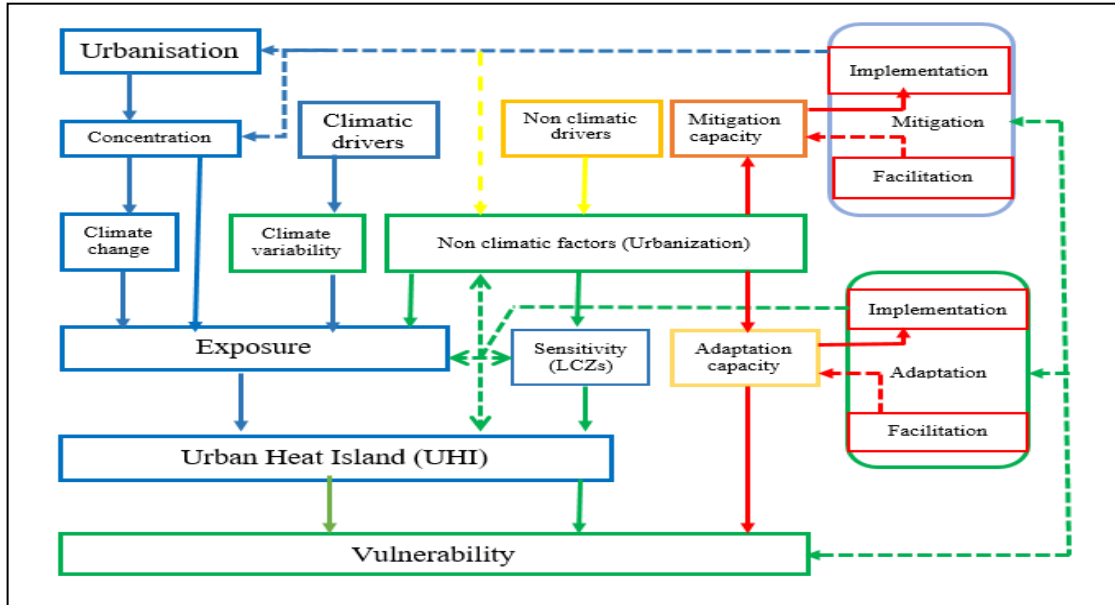 Urbanisation
Concentration
Climatic
drivers
Non climatic
drivers
Mitigation
capacity
Implementation
Mitigation
Facilitation
Climate
change
Climate
variability
Non climatic factors (Urbanization)
Exposure
Sensitivity
(LCZs)
Adaptation
capacity
Implementation
Adaptation
Facilitation
Urban Heat Island (UHI)
Vulnerability